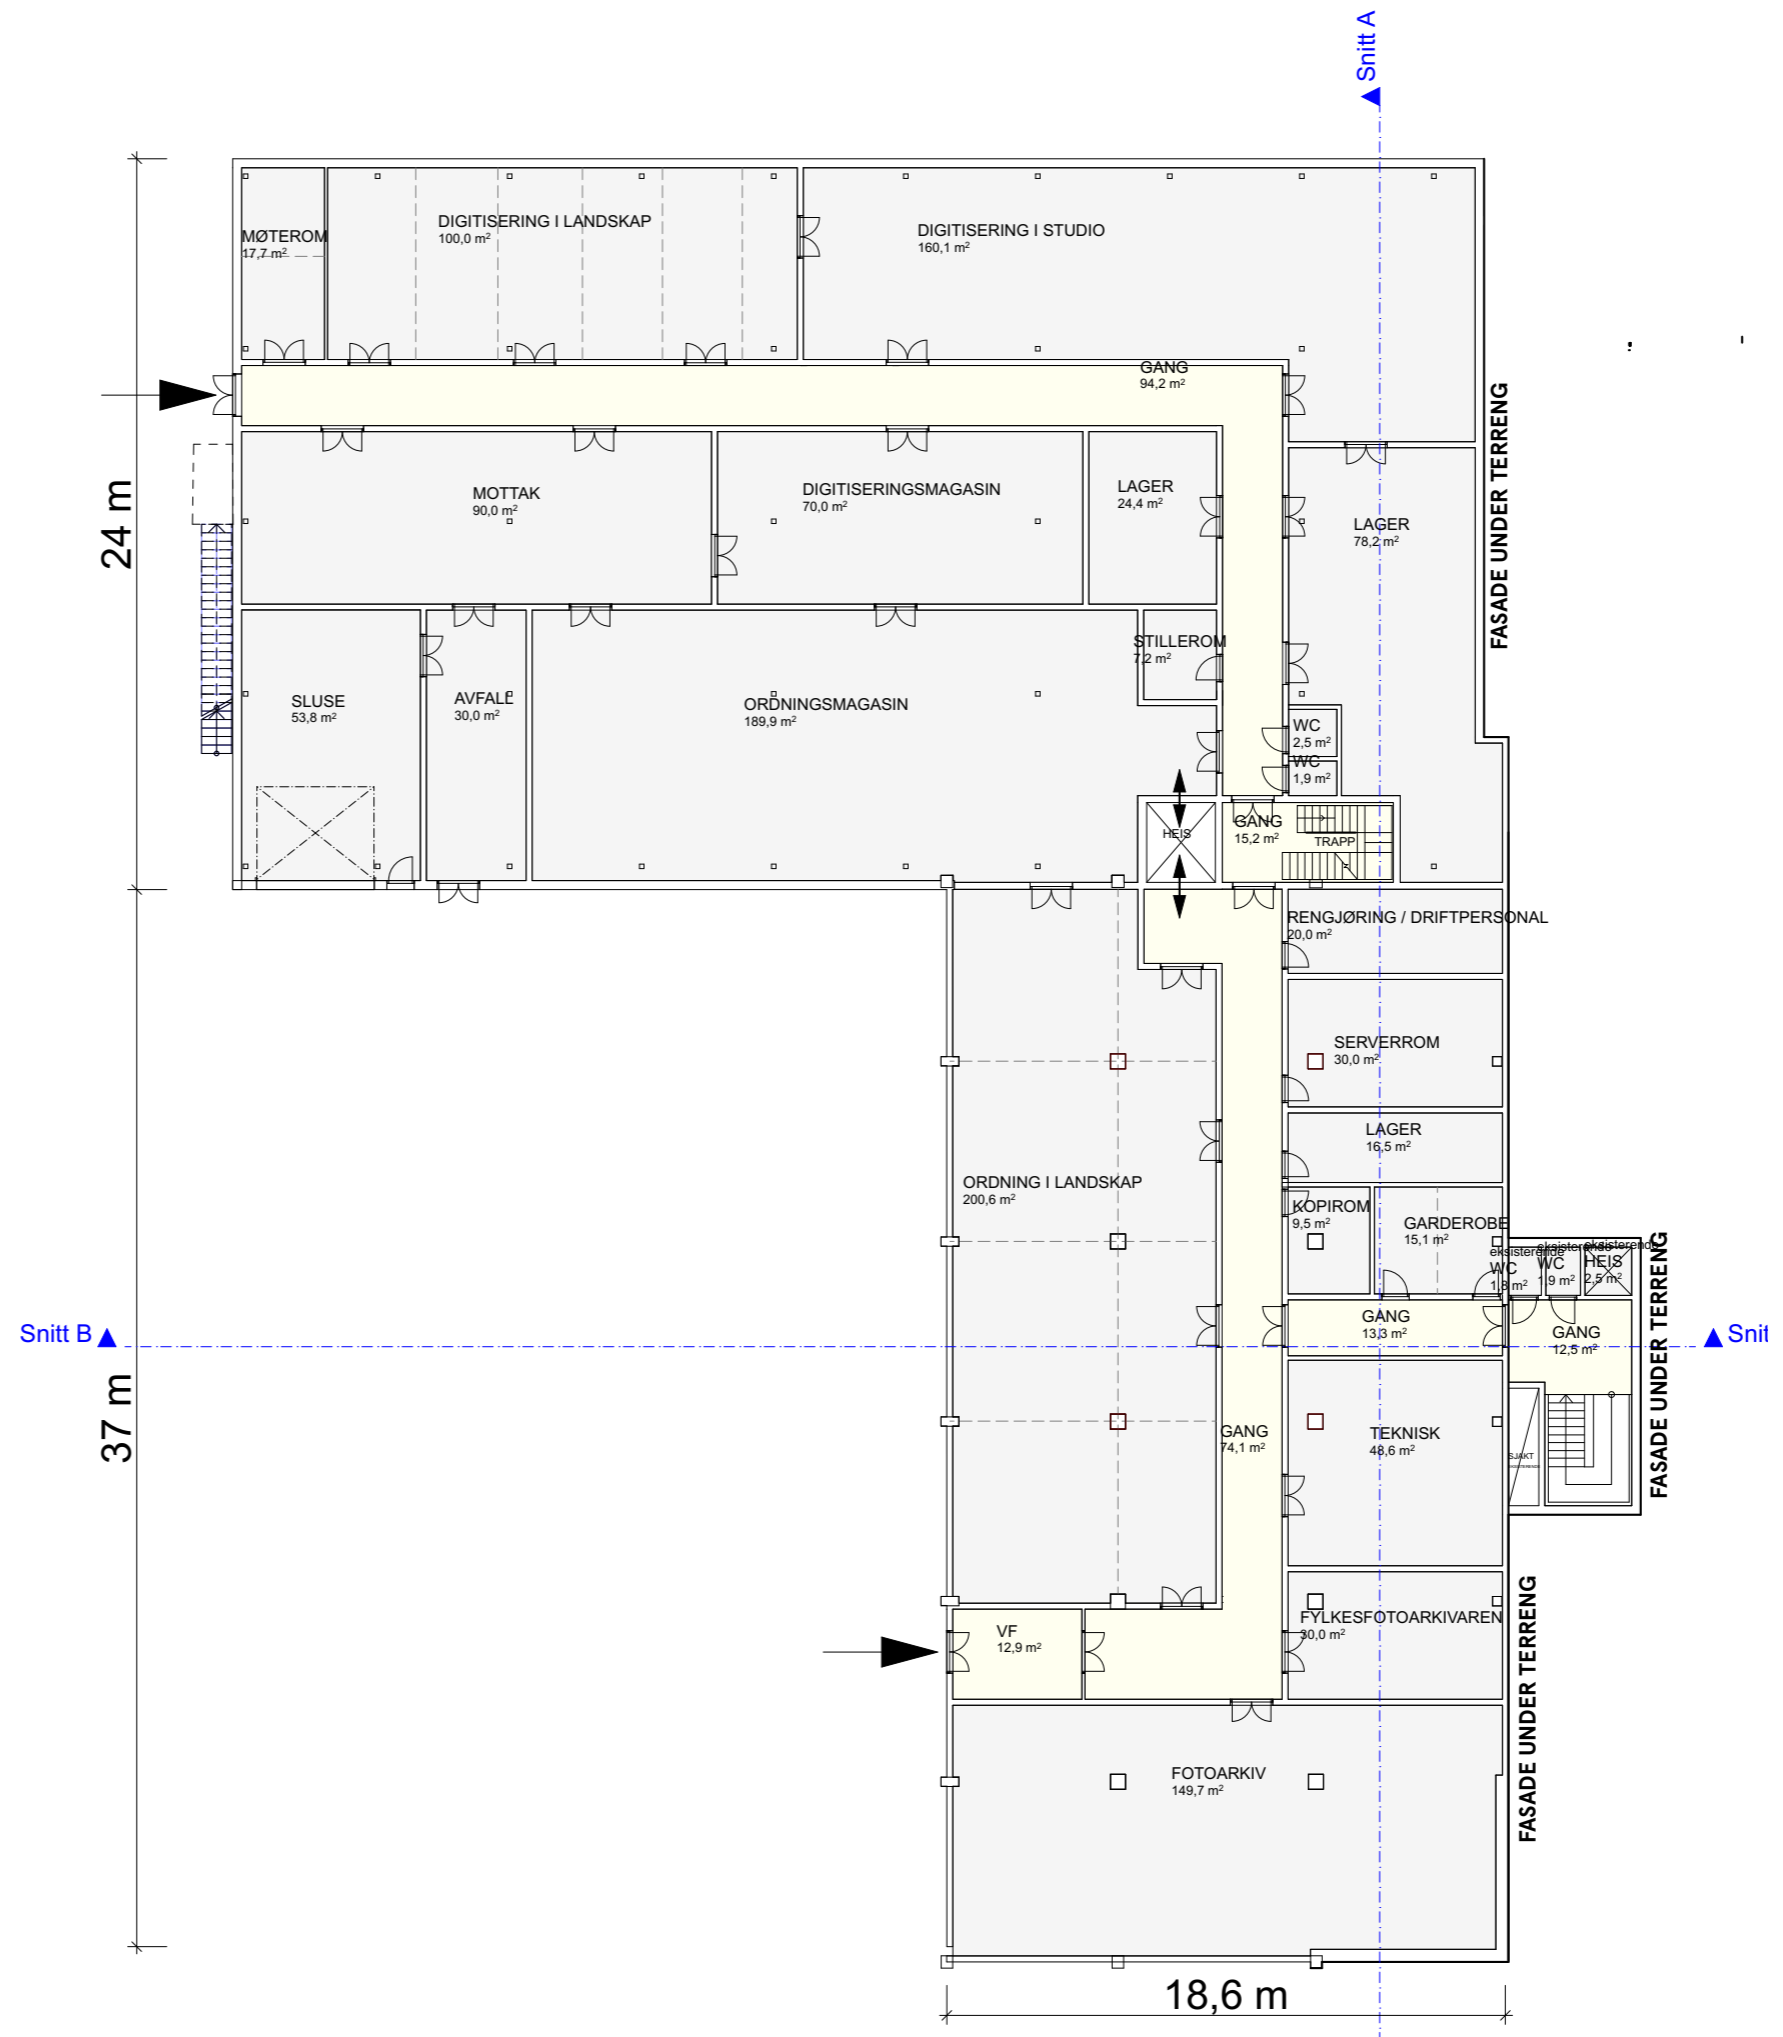 Snitt A
MØTEROM
17,7 m²
DIGITISERING I LANDSKAP
100,0 m²
DIGITISERING I STUDIO
160,1 m²
GANG
94,2 m²
FASADE UNDER TERRENG
24 m
MOTTAK
90,0 m²
DIGITISERINGSMAGASIN
70,0 m²
LAGER
24,4 m²
LAGER
78,2 m²
STILLEROM
7,2 m²
SLUSE
53,8 m²
AVFALL
30,0 m²
ORDNINGSMAGASIN
189,9 m²
WC
2,5 m²
WC
1,9 m²
HEIS
GANG
15,2 m²
TRAPP
RENGJØRING / DRIFTPERSONAL
20,0 m²
SERVERROM
30,0 m²
LAGER
16,5 m²
ORDNING I LANDSKAP
200,6 m²
KOPIROM
9,5 m²
GARDEROBE
15,1 m²
eksisterende
WC
1,8 m²
eksisterende
WC
1,9 m²
eksisterende
HEIS
2,5 m²
FASADE UNDER TERRENG
GANG
13,3 m²
GANG
12,5 m²
Snitt B
Snit
37 m
GANG
74,1 m²
TEKNISK
48,6 m²
SJAKT
VF
12,9 m²
FYLKESFOTOARKIVAREN
30,0 m²
FASADE UNDER TERRENG
FOTOARKIV
149,7 m²
18,6 m